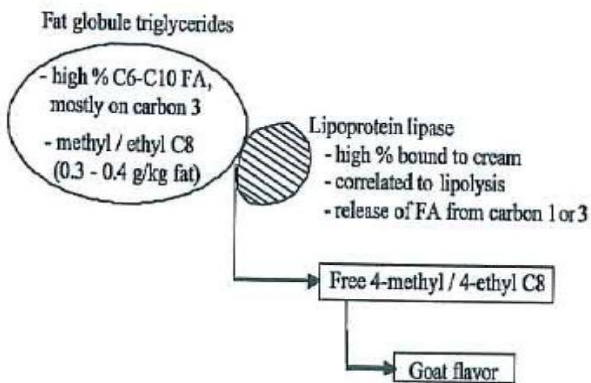 Fat globule triglycerides
- high % C6-C10 FA,
mostly on carbon 3
- methyl / ethyl C8
(0.3 - 0.4 g/kg fat)
Lipoprotein lipase
- high % bound to cream
- correlated to lipolysis
- release of FA from carbon 1 or 3
Free 4-methyl / 4-ethyl C8
Goat flavor